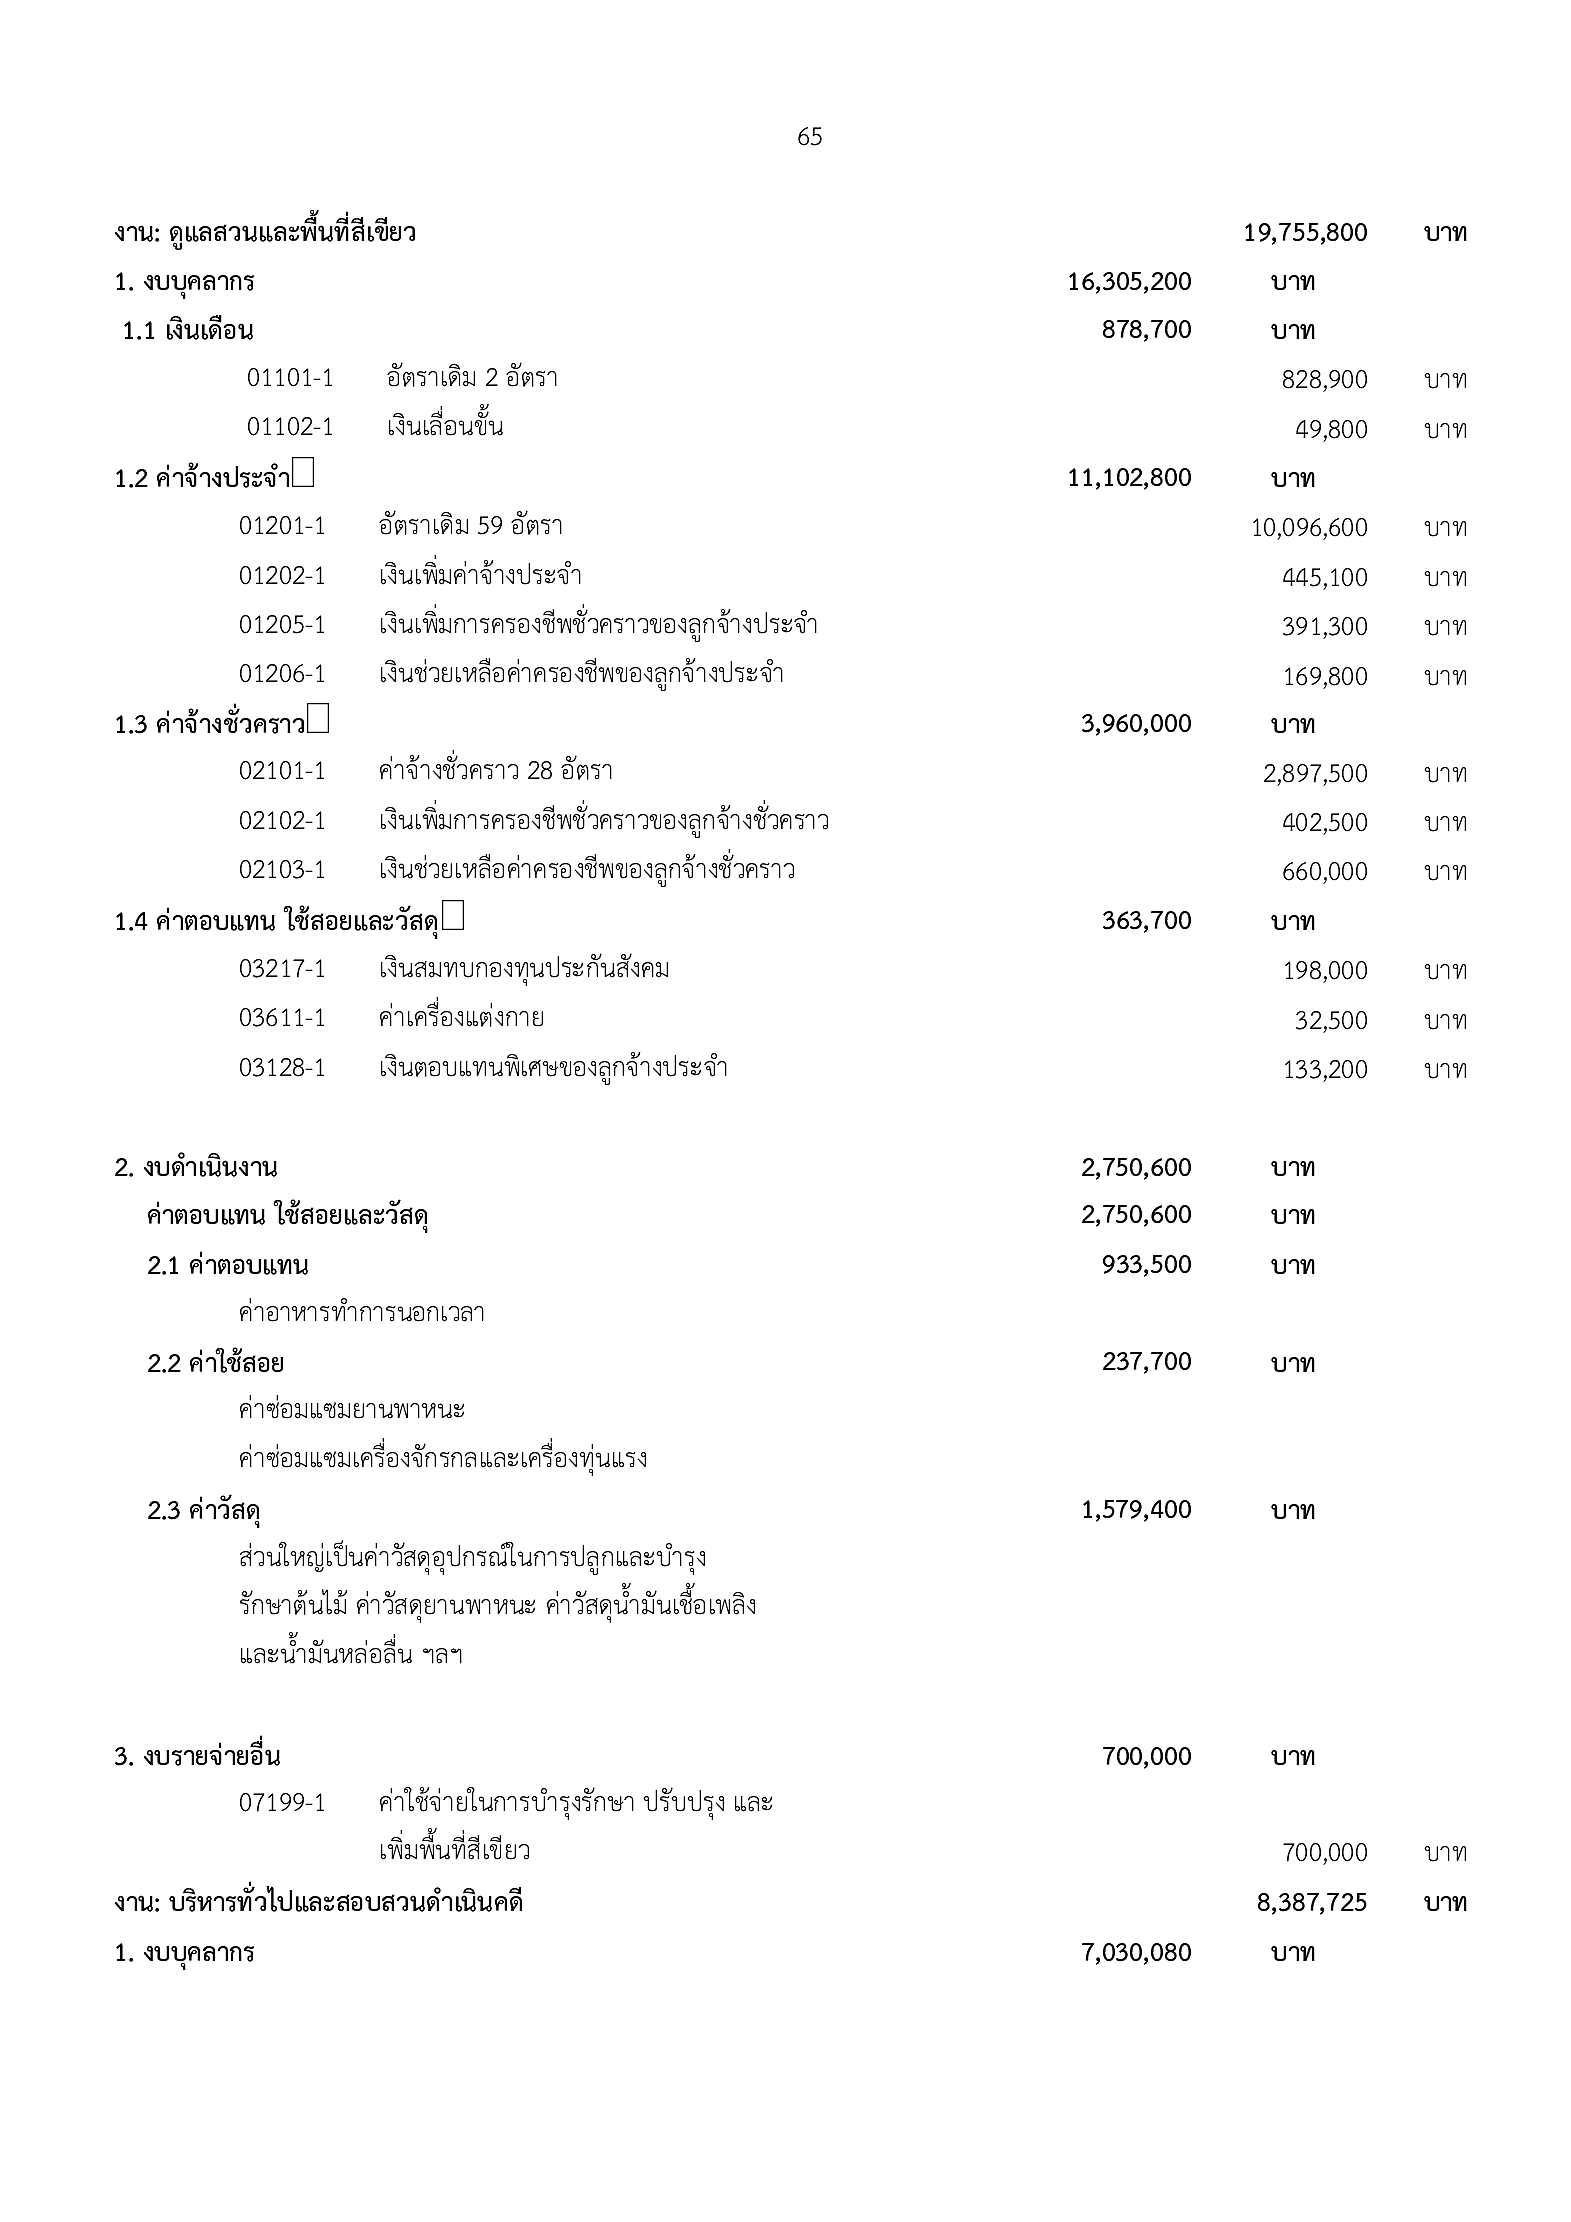 65
งาน: ดูแลสวนและพื้นที่สีเขียว 19,755,800 บาท
1. งบบุคลากร 16,305,200 บาท
1.1 เงินเดือน 878,700 บาท
01101-1 อัตราเดิม 2 อัตรา 828,900 บาท
01102-1 เงินเลื่อนขั้น 49,800 บาท
1.2 ค่าจ้างประจำ 11,102,800 บาท
01201-1 อัตราเดิม 59 อัตรา 10,096,600 บาท
01202-1 เงินเพิ่มค่าจ้างประจำ 445,100 บาท
01205-1 เงินเพิ่มการครองชีพชั่วคราวของลูกจ้างประจำ 391,300 บาท
01206-1 เงินช่วยเหลือค่าครองชีพของลูกจ้างประจำ 169,800 บาท
1.3 ค่าจ้างชั่วคราว 3,960,000 บาท
02101-1 ค่าจ้างชั่วคราว 28 อัตรา 2,897,500 บาท
02102-1 เงินเพิ่มการครองชีพชั่วคราวของลูกจ้างชั่วคราว 402,500 บาท
02103-1 เงินช่วยเหลือค่าครองชีพของลูกจ้างชั่วคราว 660,000 บาท
1.4 ค่าตอบแทน ใช้สอยและวัสดุ 363,700 บาท
03217-1 เงินสมทบกองทุนประกันสังคม 198,000 บาท
03611-1 ค่าเครื่องแต่งกาย 32,500 บาท
03128-1 เงินตอบแทนพิเศษของลูกจ้างประจำ 133,200 บาท
2. งบดำเนินงาน 2,750,600 บาท
ค่าตอบแทน ใช้สอยและวัสดุ 2,750,600 บาท
2.1 ค่าตอบแทน 933,500 บาท
ค่าอาหารทำการนอกเวลา
2.2 ค่าใช้สอย 237,700 บาท
ค่าซ่อมแซมยานพาหนะ
ค่าซ่อมแซมเครื่องจักรกลและเครื่องทุ่นแรง
2.3 ค่าวัสดุ 1,579,400 บาท
ส่วนใหญ่เป็นค่าวัสดุอุปกรณ์ในการปลูกและบำรุง
รักษาต้นไม้ ค่าวัสดุยานพาหนะ ค่าวัสดุน้ำมันเชื้อเพลิง
และน้ำมันหล่อลื่น ฯลฯ
3. งบรายจ่ายอื่น 700,000 บาท
07199-1 ค่าใช้จ่ายในการบำรุงรักษา ปรับปรุง และ
เพิ่มพื้นที่สีเขียว 700,000 บาท
งาน: บริหารทั่วไปและสอบสวนดำเนินคดี 8,387,725 บาท
1. งบบุคลากร 7,030,080 บาท